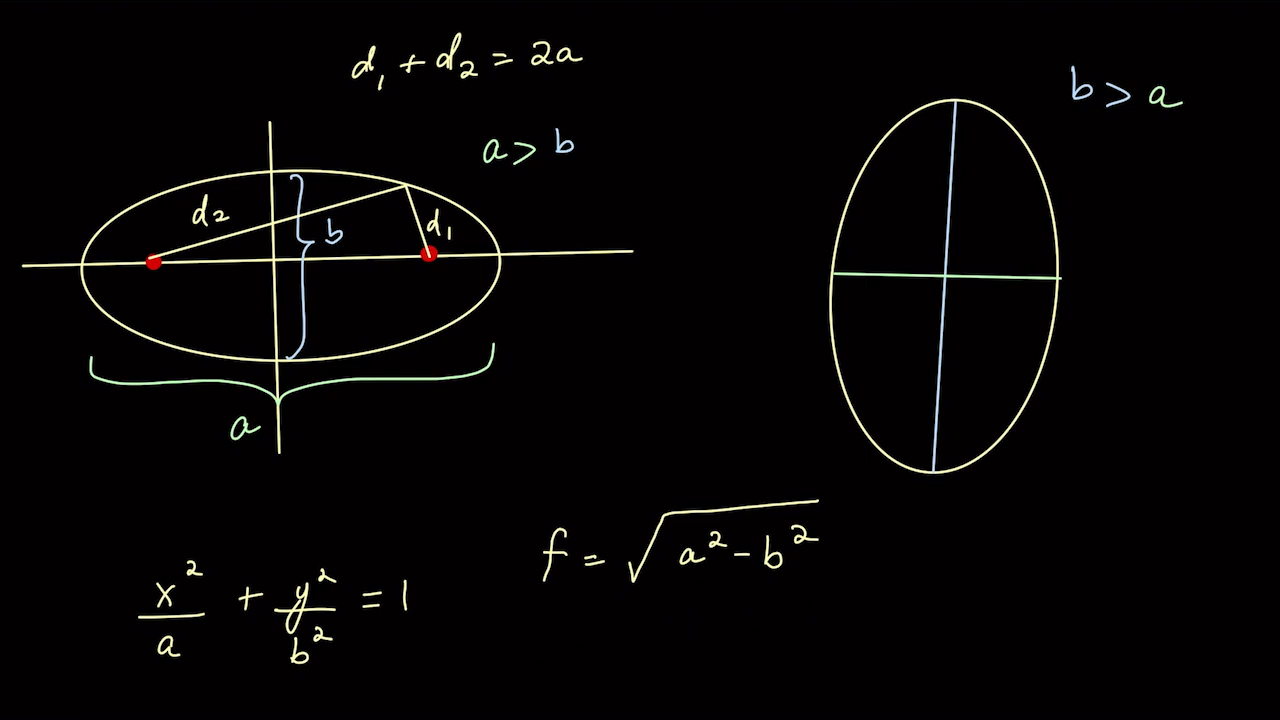 d₁ + d₂ = 2a
b > a
a > b
d₂
d₁
b
a
f = √(a² - b²)
x²/a + y²/b² = 1